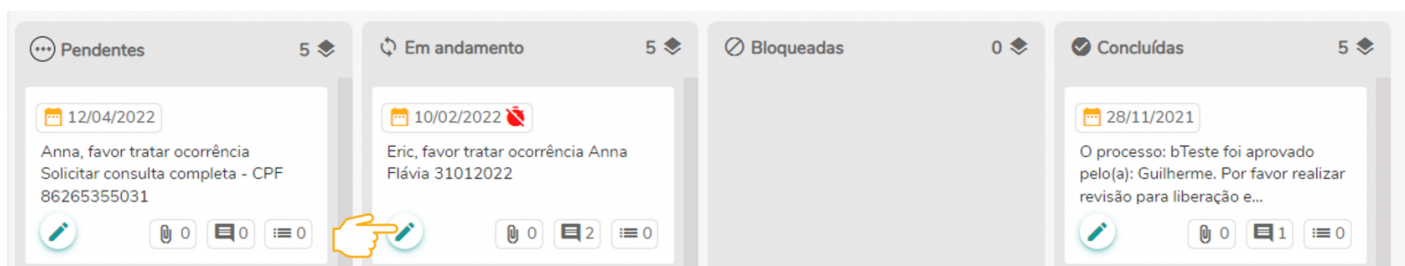 Pendentes 5
Em andamento 5
Bloqueadas 0
Concluídas 5
12/04/2022
Anna, favor tratar ocorrência
Solicitar consulta completa - CPF
86265355031
0 0 0
10/02/2022
Eric, favor tratar ocorrência Anna
Flávia 31012022
0 2 0
28/11/2021
O processo: bTeste foi aprovado
pelo(a): Guilherme. Por favor realizar
revisão para liberação e...
0 1 0